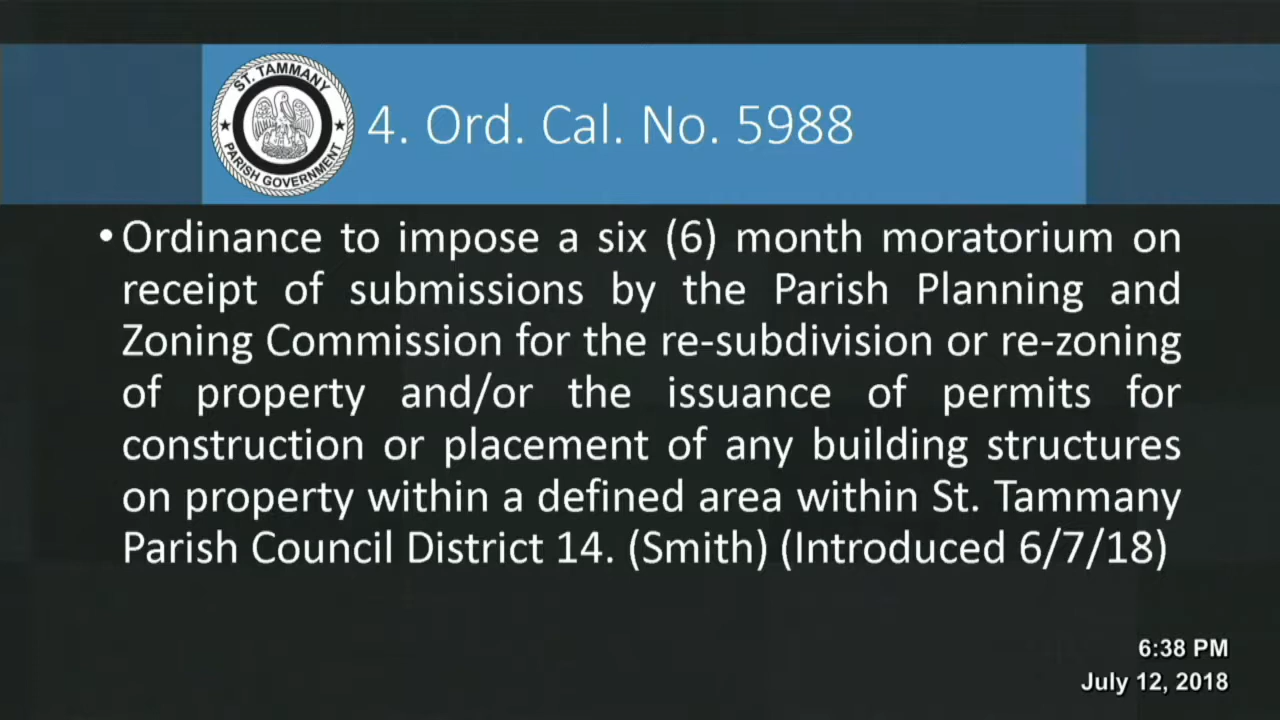 ST. TAMMANY
PARISH GOVERNMENT
4. Ord. Cal. No. 5988
• Ordinance to impose a six (6) month moratorium on
receipt of submissions by the Parish Planning and
Zoning Commission for the re-subdivision or re-zoning
of property and/or the issuance of permits for
construction or placement of any building structures
on property within a defined area within St. Tammany
Parish Council District 14. (Smith) (Introduced 6/7/18)
6:38 PM
July 12, 2018